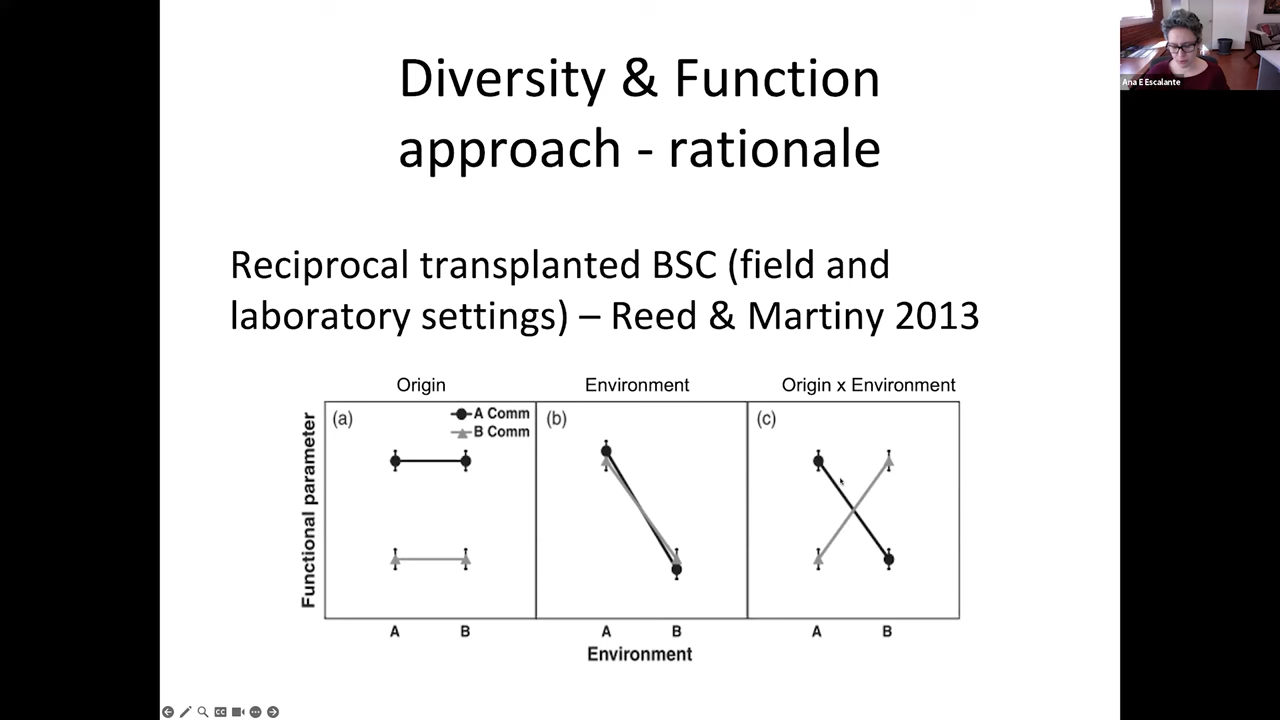 Diversity & Function
approach - rationale
Ana E Escalante
Reciprocal transplanted BSC (field and
laboratory settings) – Reed & Martiny 2013
Origin
Environment
Origin x Environment
(a)
A Comm
B Comm
(b)
(c)
Functional parameter
A
B
A
B
A
B
Environment
CC